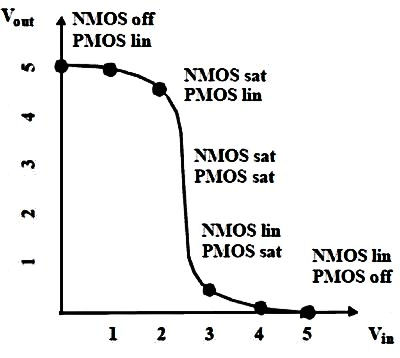 Vout
NMOS off
PMOS lin
5
NMOS sat
PMOS lin
4
3
NMOS sat
PMOS sat
2
NMOS lin
PMOS sat
1
NMOS lin
PMOS off
1 2 3 4 5 Vin